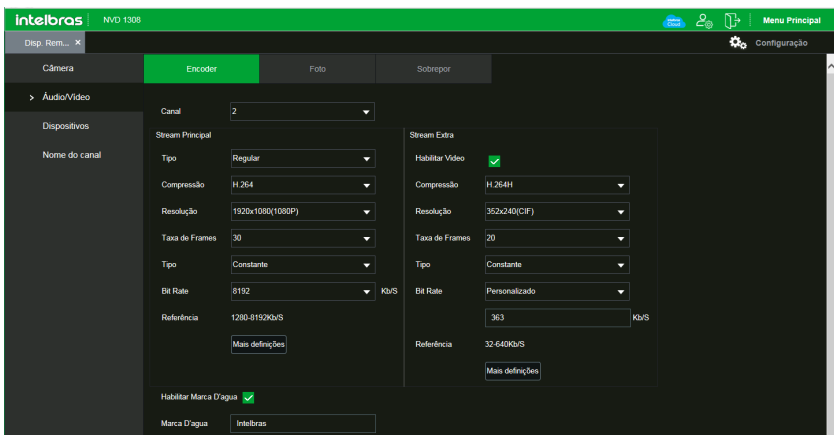 intelbras NVD 1308 intelbras Cloud Menu Principal
Disp. Rem... × Configuração
Câmera
> Áudio/Vídeo
Dispositivos
Nome do canal
Encoder Foto Sobrepor
Canal 2
Stream Principal
Tipo Regular
Compressão H.264
Resolução 1920x1080(1080P)
Taxa de Frames 30
Tipo Constante
Bit Rate 8192 Kb/S
Referência 1280-8192Kb/S
Mais definições
Stream Extra
Habilitar Video
Compressão H.264H
Resolução 352x240(CIF)
Taxa de Frames 20
Tipo Constante
Bit Rate Personalizado
363 Kb/S
Referência 32-640Kb/S
Mais definições
Habilitar Marca D'agua
Marca D'agua Intelbras